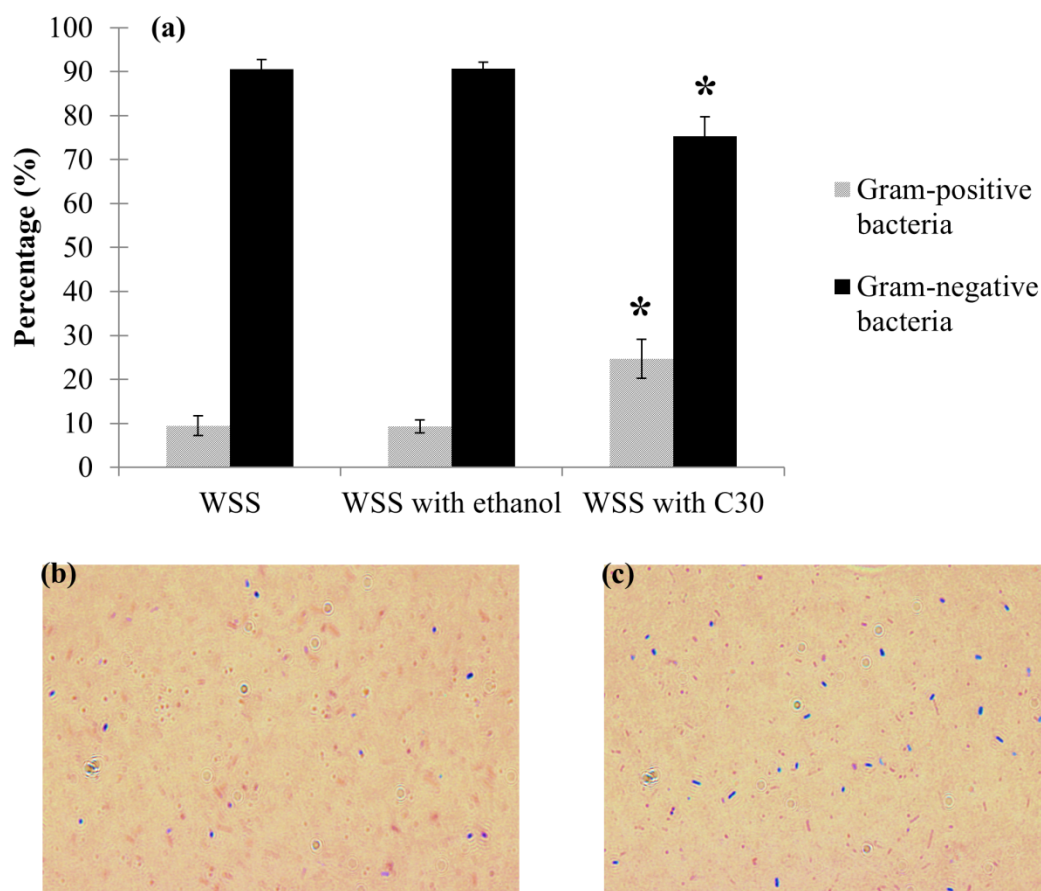 (a)
100
90
80
70
60
50
40
30
20
10
0
Percentage (%)
*
*
WSS
WSS with ethanol
WSS with C30
Gram-positive
bacteria
Gram-negative
bacteria
(b)
(c)